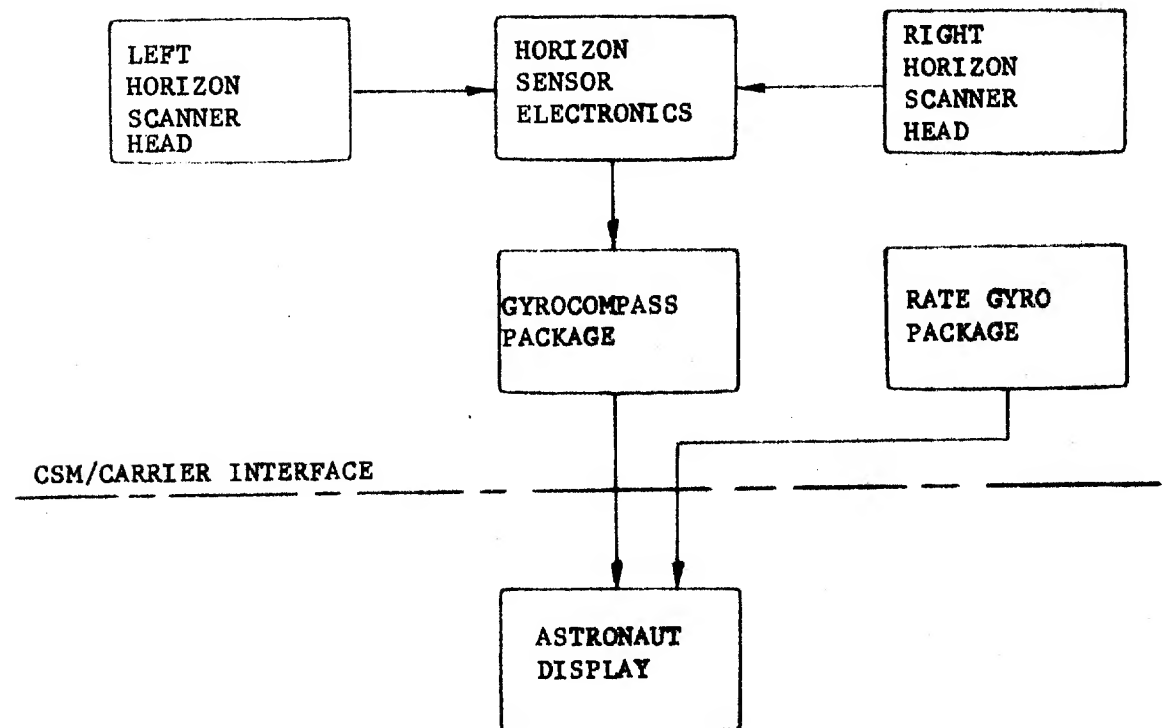 LEFT
HORIZON
SCANNER
HEAD
HORIZON
SENSOR
ELECTRONICS
RIGHT
HORIZON
SCANNER
HEAD
GYROCOMPASS
PACKAGE
RATE GYRO
PACKAGE
CSM/CARRIER INTERFACE
ASTRONAUT
DISPLAY